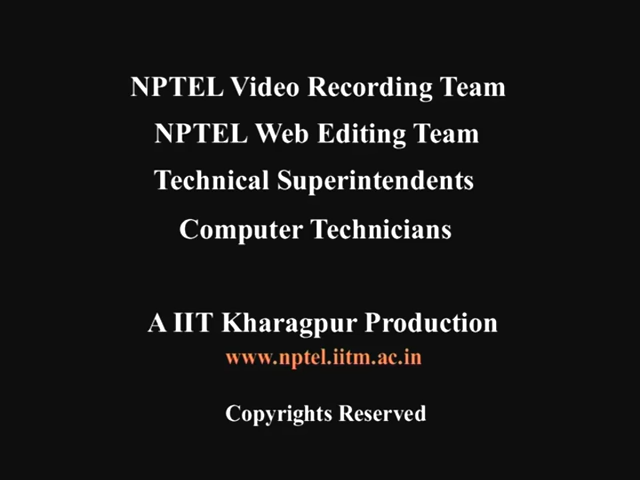 NPTEL Video Recording Team
NPTEL Web Editing Team
Technical Superintendents
Computer Technicians
A IIT Kharagpur Production
www.nptel.iitm.ac.in
Copyrights Reserved